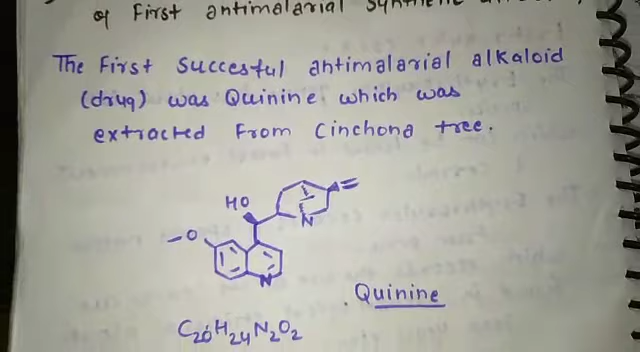 of First antimalarial
The First Succesful antimalarial alkaloid
(drug) was Quinine which was
extracted From Cinchona tree.
HO
N
-O
N
Quinine
C20H24N2O2